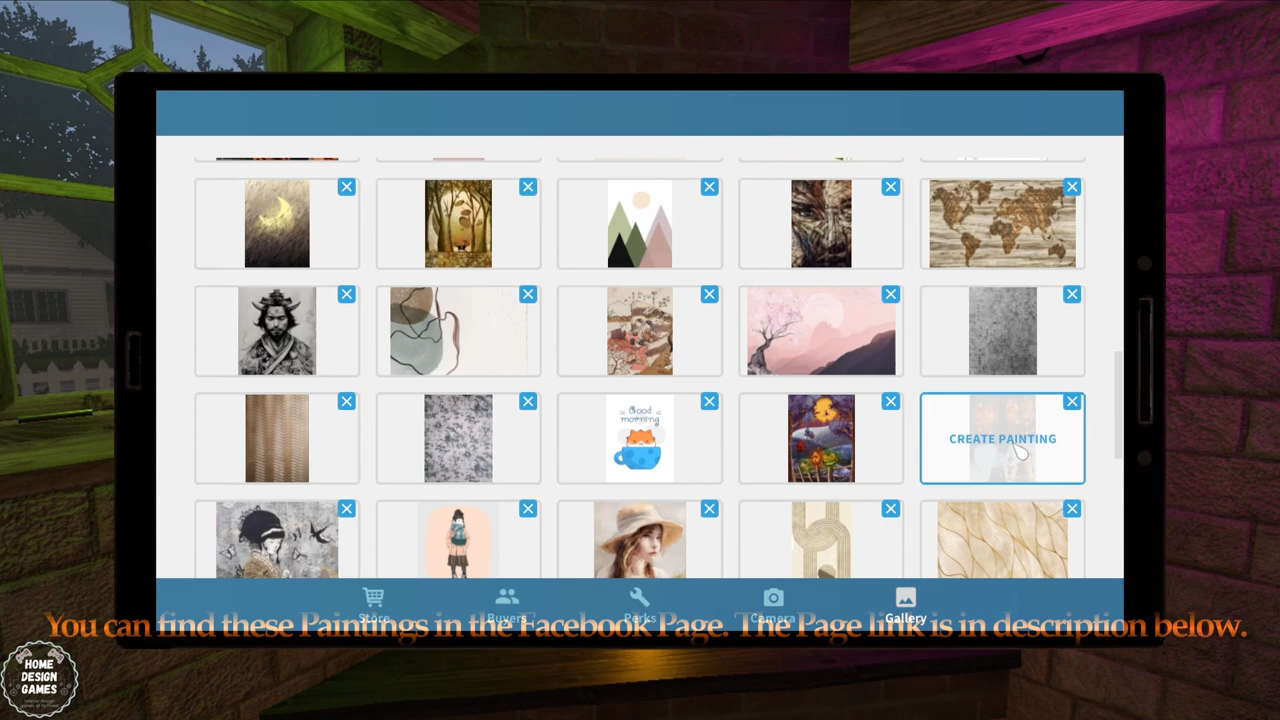 Good
morning
CREATE PAINTING
Store
Buyers
Perks
Camera
Gallery
You can find these Paintings in the Facebook Page. The Page link is in description below.
HOME
DESIGN
GAMES